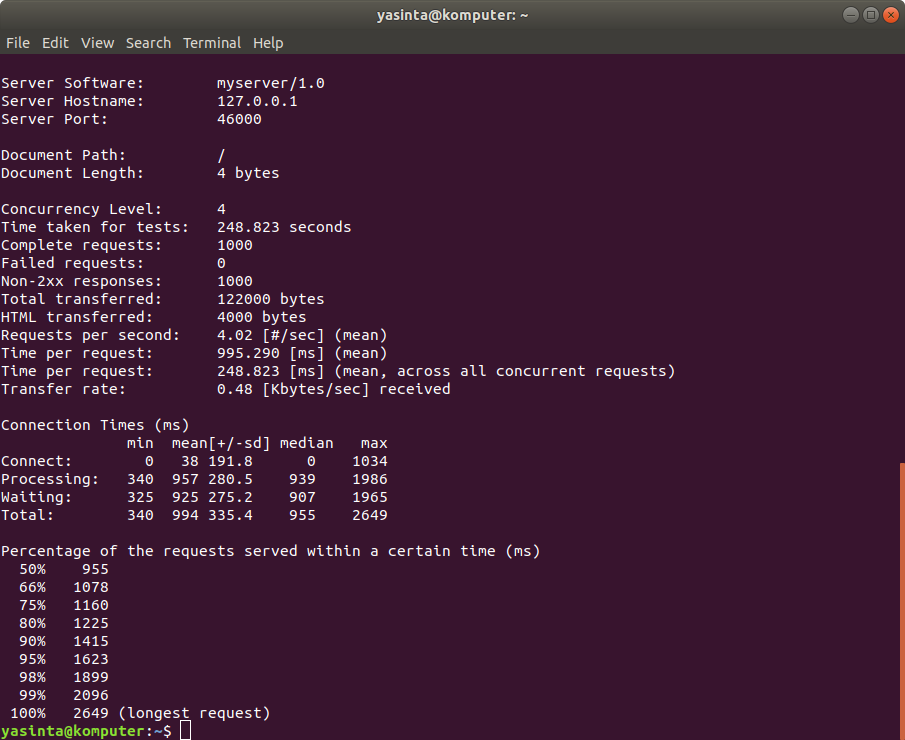 yasinta@komputer: ~
File Edit View Search Terminal Help
Server Software:        myserver/1.0
Server Hostname:        127.0.0.1
Server Port:            46000
Document Path:          /
Document Length:        4 bytes
Concurrency Level:      4
Time taken for tests:   248.823 seconds
Complete requests:      1000
Failed requests:        0
Non-2xx responses:      1000
Total transferred:      122000 bytes
HTML transferred:       4000 bytes
Requests per second:    4.02 [#/sec] (mean)
Time per request:       995.290 [ms] (mean)
Time per request:       248.823 [ms] (mean, across all concurrent requests)
Transfer rate:          0.48 [Kbytes/sec] received
Connection Times (ms)
              min  mean[+/-sd] median   max
Connect:        0   38 191.8      0    1034
Processing:   340  957 280.5    939    1986
Waiting:      325  925 275.2    907    1965
Total:        340  994 335.4    955    2649
Percentage of the requests served within a certain time (ms)
  50%    955
  66%   1078
  75%   1160
  80%   1225
  90%   1415
  95%   1623
  98%   1899
  99%   2096
 100%   2649 (longest request)
yasinta@komputer:~$